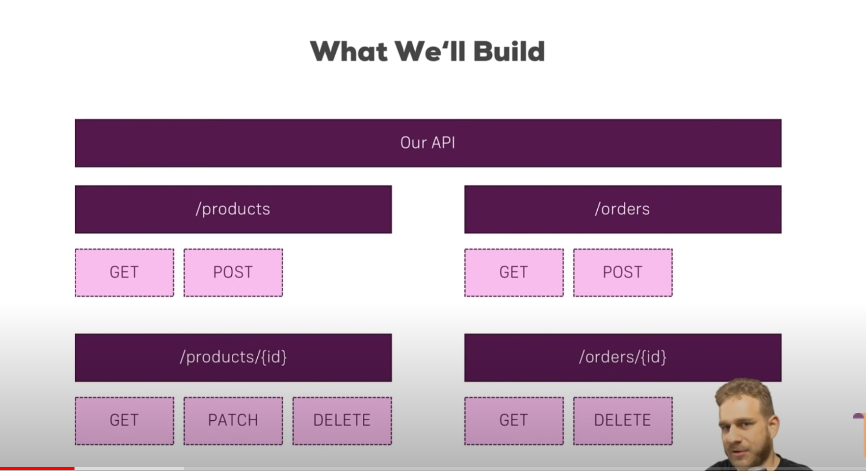 What We'll Build
Our API
/products
/orders
GET POST
GET POST
/products/{id}
/orders/{id}
GET PATCH DELETE
GET DELETE